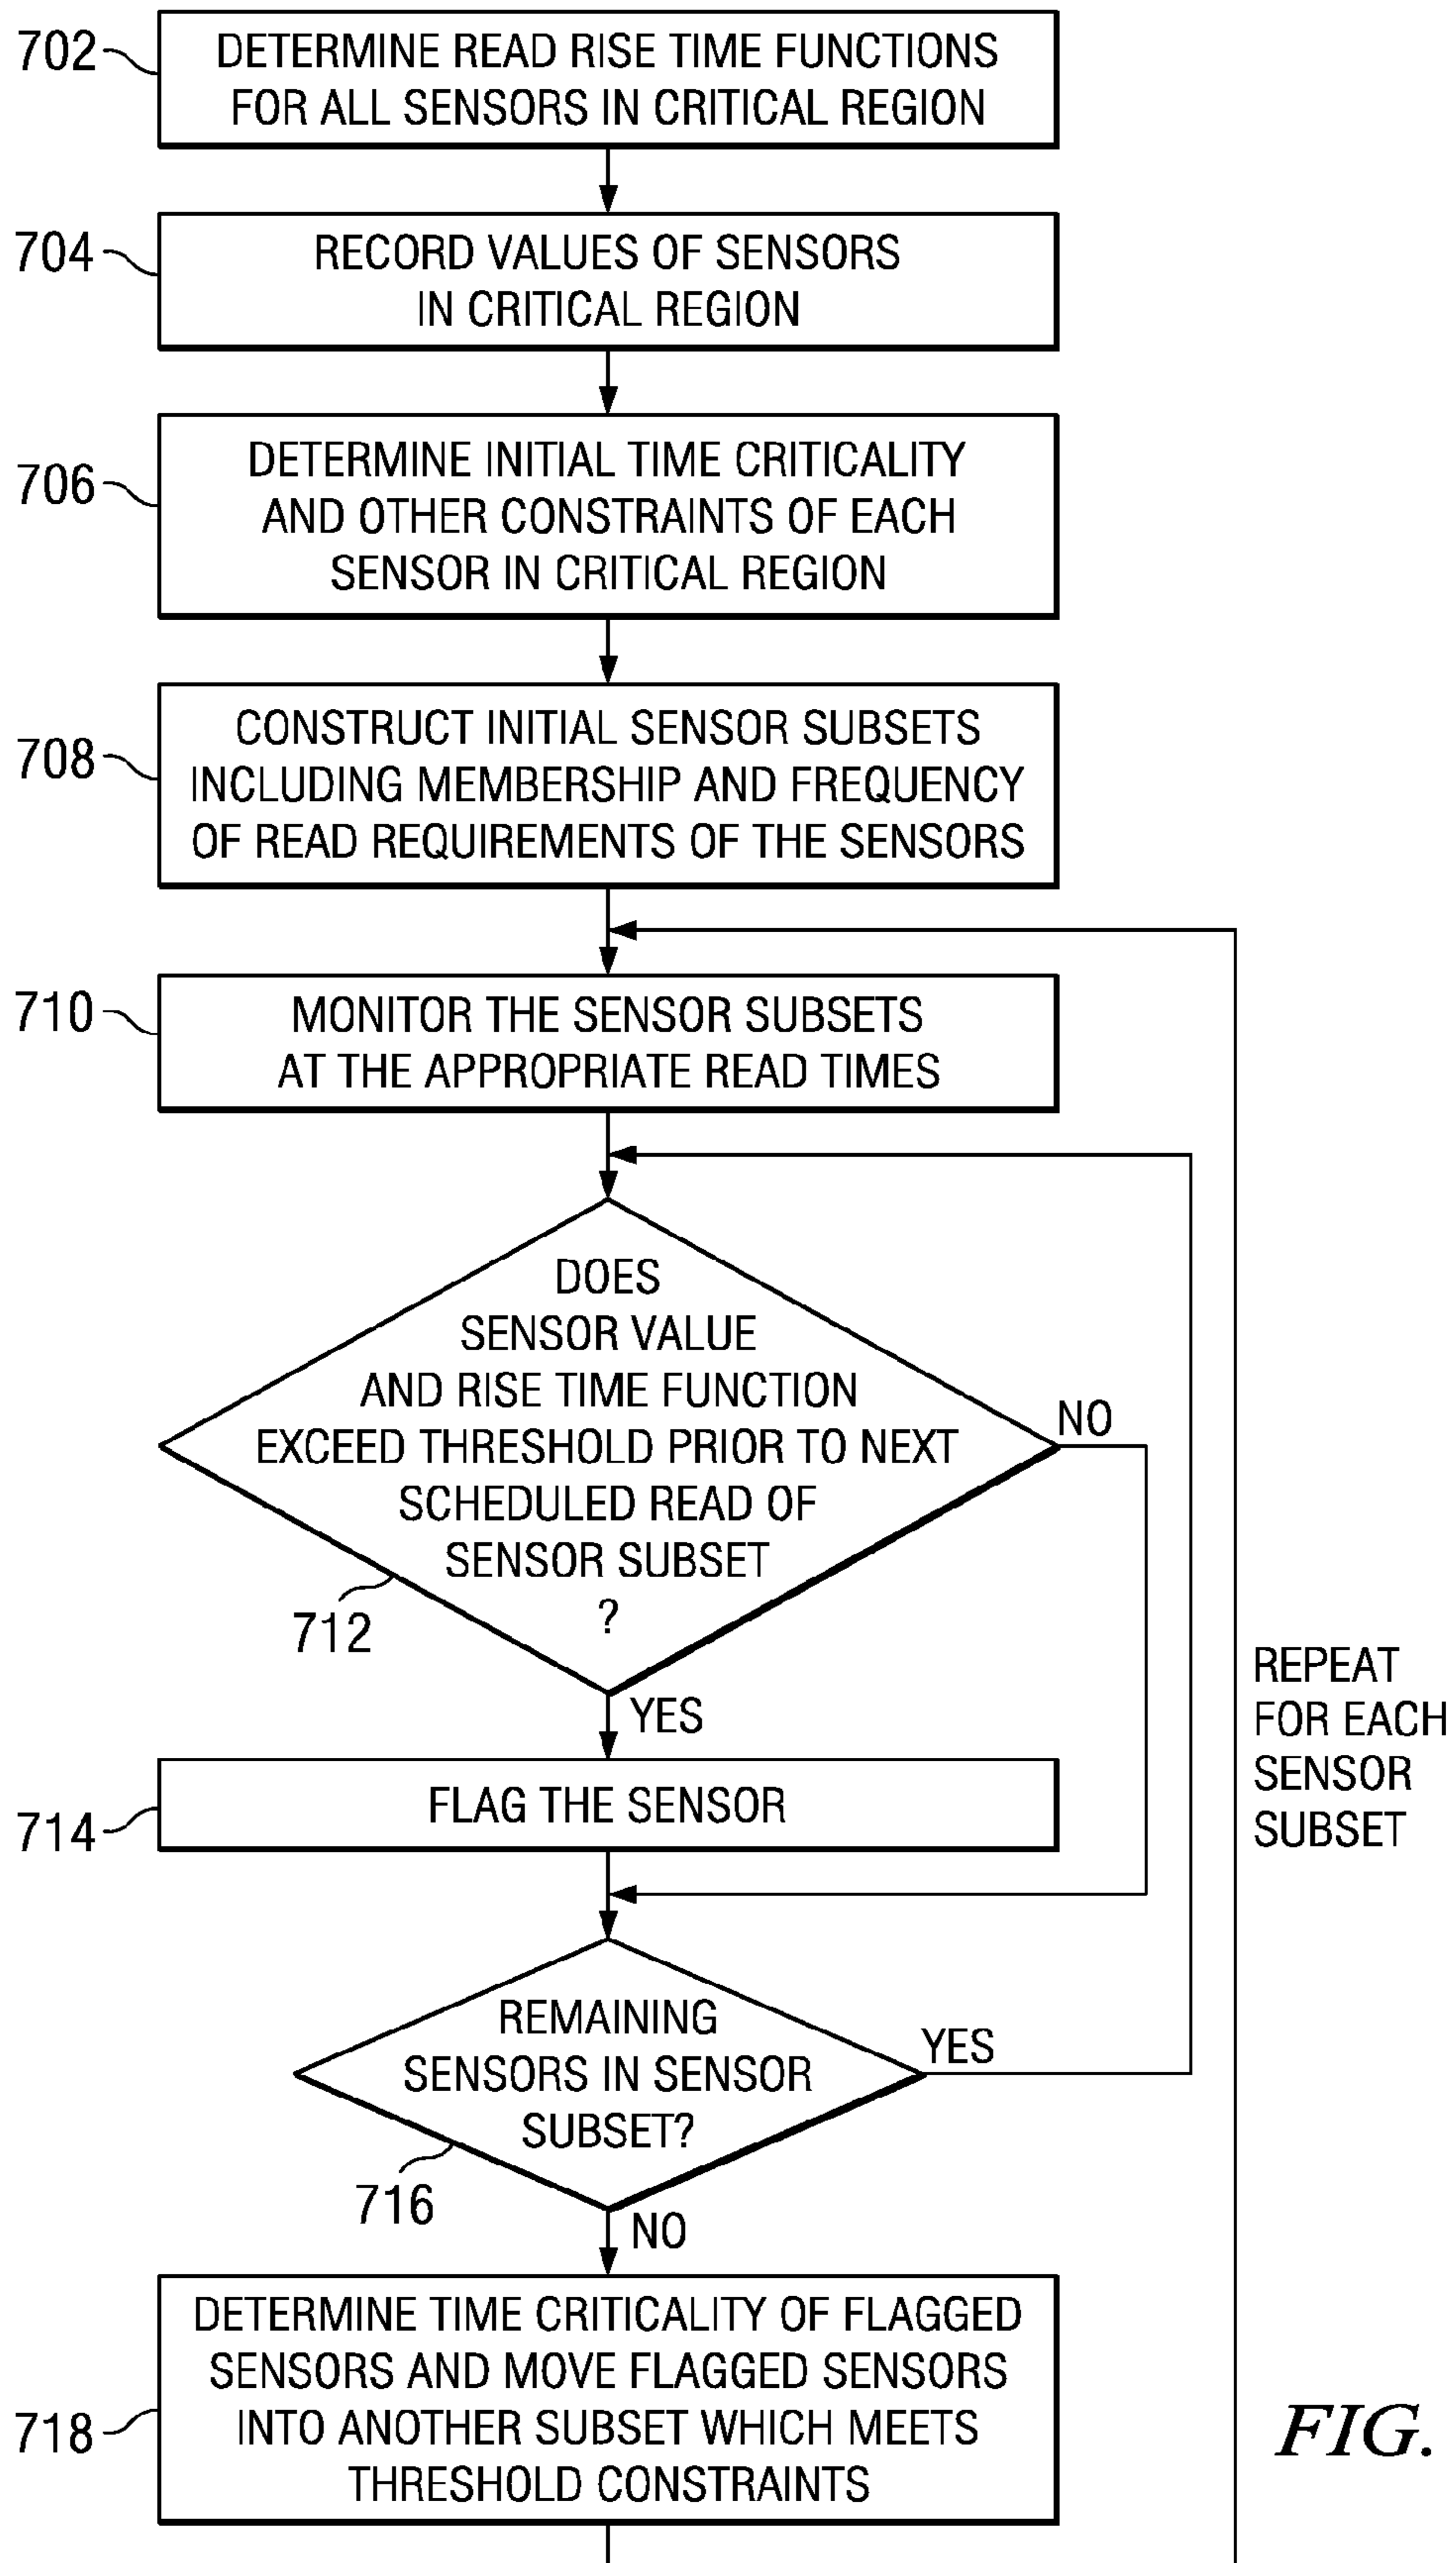 702
DETERMINE READ RISE TIME FUNCTIONS
FOR ALL SENSORS IN CRITICAL REGION
704
RECORD VALUES OF SENSORS
IN CRITICAL REGION
706
DETERMINE INITIAL TIME CRITICALITY
AND OTHER CONSTRAINTS OF EACH
SENSOR IN CRITICAL REGION
708
CONSTRUCT INITIAL SENSOR SUBSETS
INCLUDING MEMBERSHIP AND FREQUENCY
OF READ REQUIREMENTS OF THE SENSORS
710
MONITOR THE SENSOR SUBSETS
AT THE APPROPRIATE READ TIMES
DOES
SENSOR VALUE
AND RISE TIME FUNCTION
EXCEED THRESHOLD PRIOR TO NEXT
SCHEDULED READ OF
SENSOR SUBSET
?
NO
712
YES
REPEAT
FOR EACH
SENSOR
SUBSET
714
FLAG THE SENSOR
REMAINING
SENSORS IN SENSOR
SUBSET?
YES
716
NO
718
DETERMINE TIME CRITICALITY OF FLAGGED
SENSORS AND MOVE FLAGGED SENSORS
INTO ANOTHER SUBSET WHICH MEETS
THRESHOLD CONSTRAINTS
FIG.